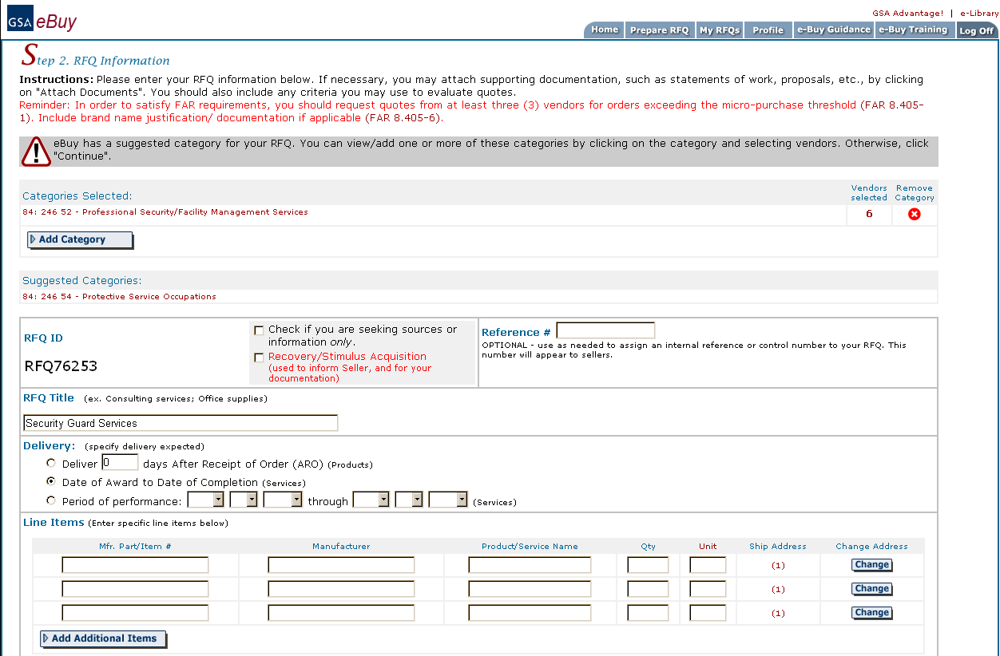 GSA eBuy
GSA Advantage! | e-Library
Home Prepare RFQ My RFQs Profile e-Buy Guidance e-Buy Training Log Off
Step 2. RFQ Information
Instructions: Please enter your RFQ information below. If necessary, you may attach supporting documentation, such as statements of work, proposals, etc., by clicking
on "Attach Documents". You should also include any criteria you may use to evaluate quotes.
Reminder: In order to satisfy FAR requirements, you should request quotes from at least three (3) vendors for orders exceeding the micro-purchase threshold (FAR 8.405-
1). Include brand name justification/ documentation if applicable (FAR 8.405-6).
eBuy has a suggested category for your RFQ. You can view/add one or more of these categories by clicking on the category and selecting vendors. Otherwise, click
"Continue".
Categories Selected: Vendors selected Remove Category
84: 246 52 - Professional Security/Facility Management Services 6
Add Category
Suggested Categories:
84: 246 54 - Protective Service Occupations
RFQ ID
RFQ76253
Check if you are seeking sources or
information only.
Recovery/Stimulus Acquisition
(used to inform Seller, and for your
documentation)
Reference #
OPTIONAL - use as needed to assign an internal reference or control number to your RFQ. This
number will appear to sellers.
RFQ Title (ex. Consulting services; Office supplies)
Security Guard Services
Delivery: (specify delivery expected)
Deliver 0 days After Receipt of Order (ARO) (Products)
Date of Award to Date of Completion (Services)
Period of performance: through (Services)
Line Items (Enter specific line items below)
Mfr. Part/Item # Manufacturer Product/Service Name Qty Unit Ship Address Change Address
(1) Change
(1) Change
(1) Change
Add Additional Items